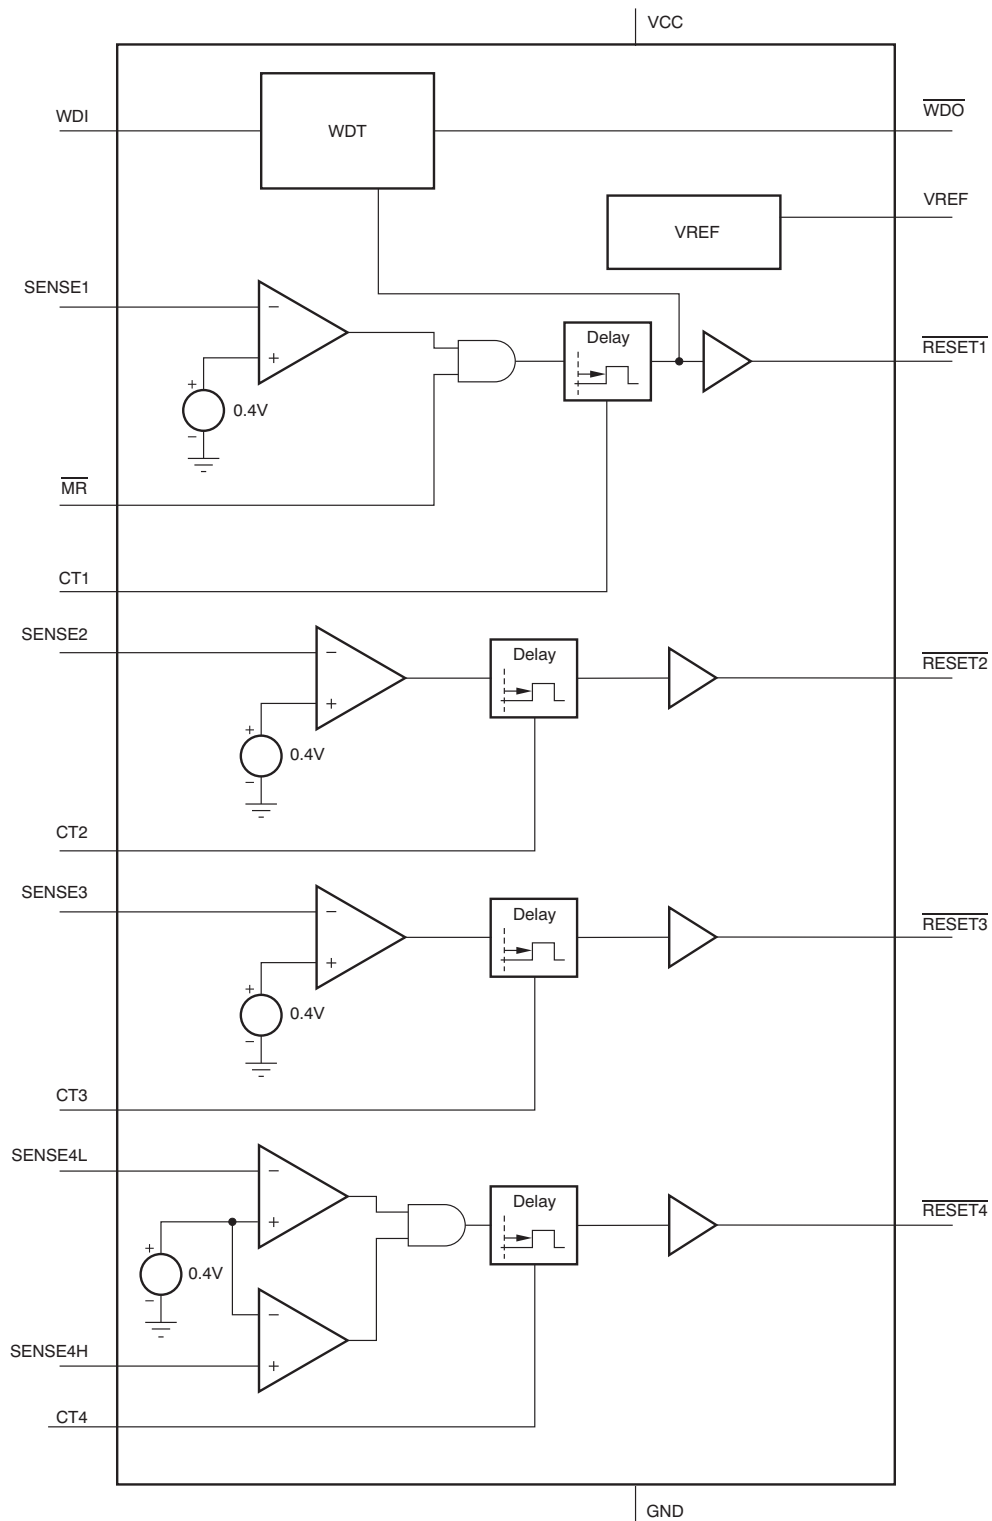 VCC
WDI
WDT
WDO
VREF
VREF
SENSE1
−
+
+
0.4V
−
Delay
RESET1
MR
CT1
SENSE2
−
+
+
0.4V
−
Delay
RESET2
CT2
SENSE3
−
+
+
0.4V
−
Delay
RESET3
CT3
SENSE4L
−
+
+
0.4V
−
Delay
RESET4
−
+
SENSE4H
CT4
GND